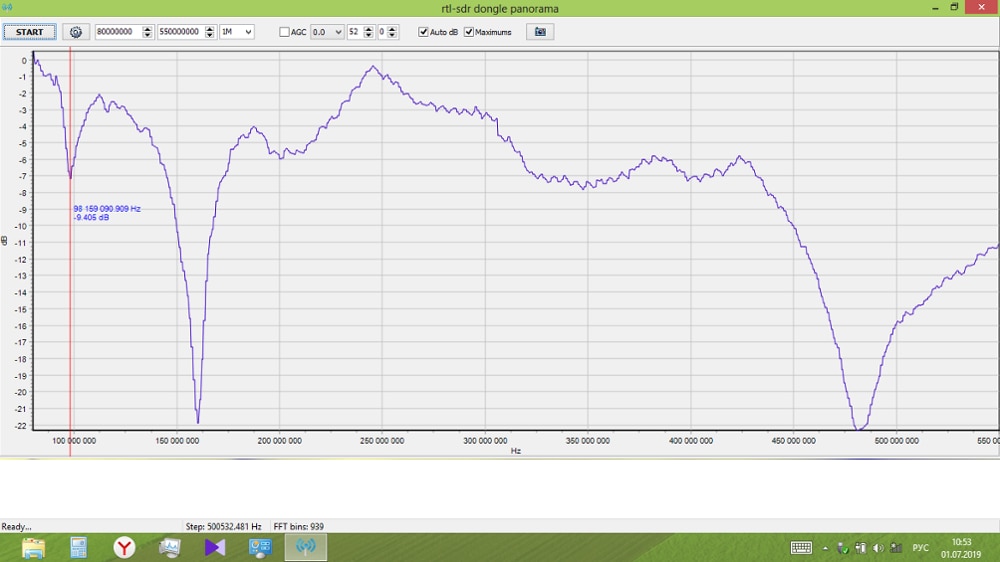 rtl-sdr dongle panorama
START 80000000 550000000 1M AGC 0.0 52 0 Auto dB Maximums
0
-1
-2
-3
-4
-5
-6
-7
-8
-9
-10
-11
-12
-13
-14
-15
-16
-17
-18
-19
-20
-21
-22
dB
98 159 090.909 Hz
-9.405 dB
100 000 000 150 000 000 200 000 000 250 000 000 300 000 000 350 000 000 400 000 000 450 000 000 500 000 000 550 00
Hz
Ready... Step: 500532.481 Hz FFT bins: 939
РУС
10:53
01.07.2019